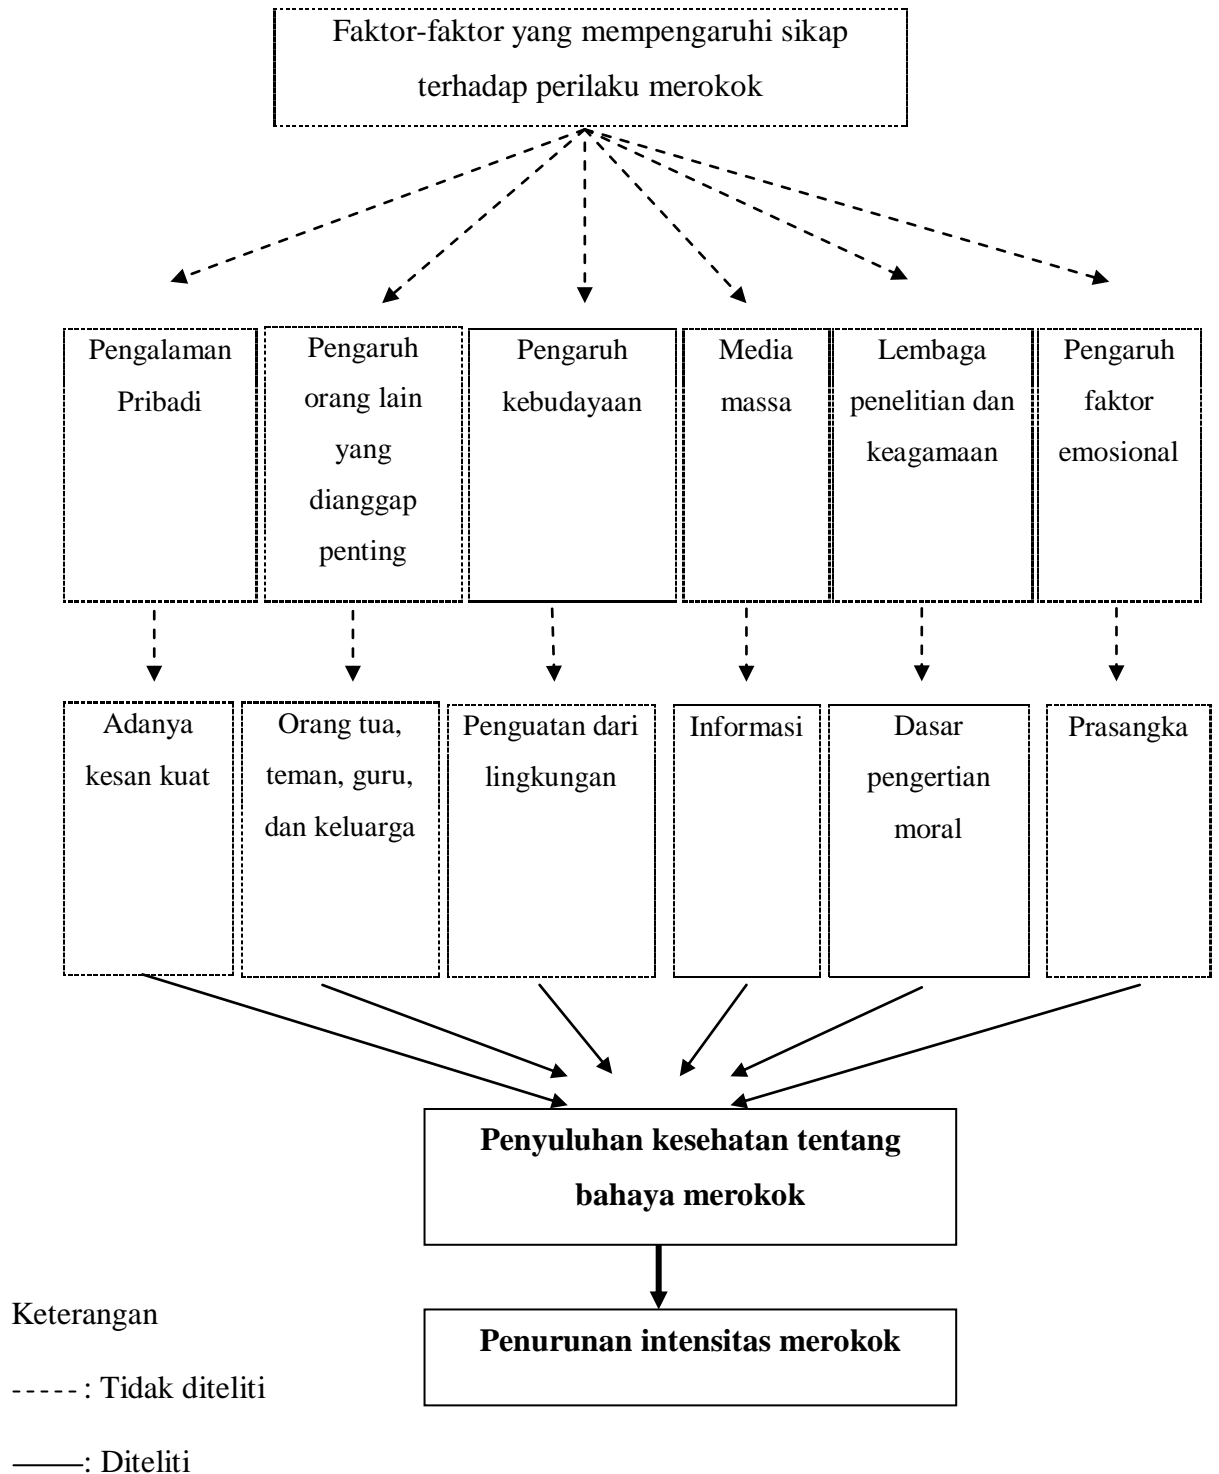 Faktor-faktor yang mempengaruhi sikap
terhadap perilaku merokok
Pengalaman
Pribadi
Pengaruh
orang lain
yang
dianggap
penting
Pengaruh
kebudayaan
Media
massa
Lembaga
penelitian dan
keagamaan
Pengaruh
faktor
emosional
Adanya
kesan kuat
Orang tua,
teman, guru,
dan keluarga
Penguatan dari
lingkungan
Informasi
Dasar
pengertian
moral
Prasangka
Penyuluhan kesehatan tentang
bahaya merokok
Penurunan intensitas merokok
Keterangan
----- : Tidak diteliti
——: Diteliti